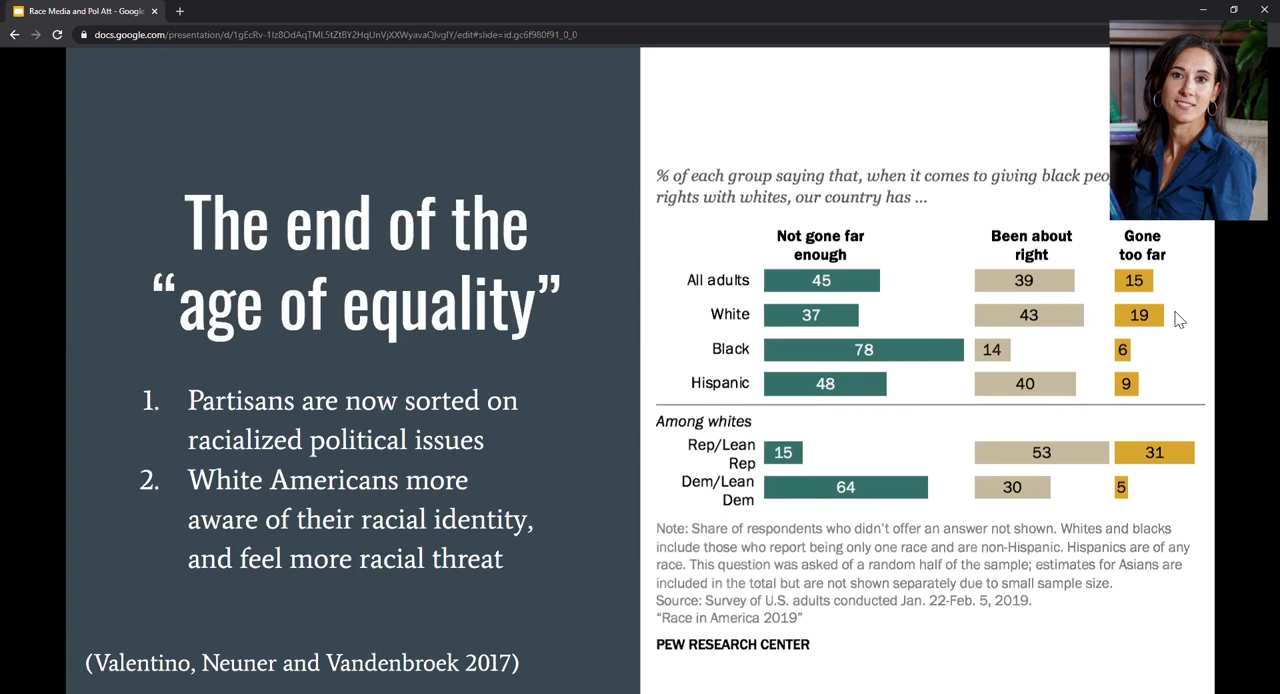 Race Media and Pol Att - Google
docs.google.com/presentation/d/
The end of the
“age of equality”
1. Partisans are now sorted on
racialized political issues
2. White Americans more
aware of their racial identity,
and feel more racial threat
(Valentino, Neuner and Vandenbroek 2017)
% of each group saying that, when it comes to giving black peo
rights with whites, our country has ...
Not gone far
enough
Been about
right
Gone
too far
All adults 45 39 15
White 37 43 19
Black 78 14 6
Hispanic 48 40 9
Among whites
Rep/Lean
Rep 15 53 31
Dem/Lean
Dem 64 30 5
Note: Share of respondents who didn’t offer an answer not shown. Whites and blacks
include those who report being only one race and are non-Hispanic. Hispanics are of any
race. This question was asked of a random half of the sample; estimates for Asians are
included in the total but are not shown separately due to small sample size.
Source: Survey of U.S. adults conducted Jan. 22-Feb. 5, 2019.
“Race in America 2019”
PEW RESEARCH CENTER